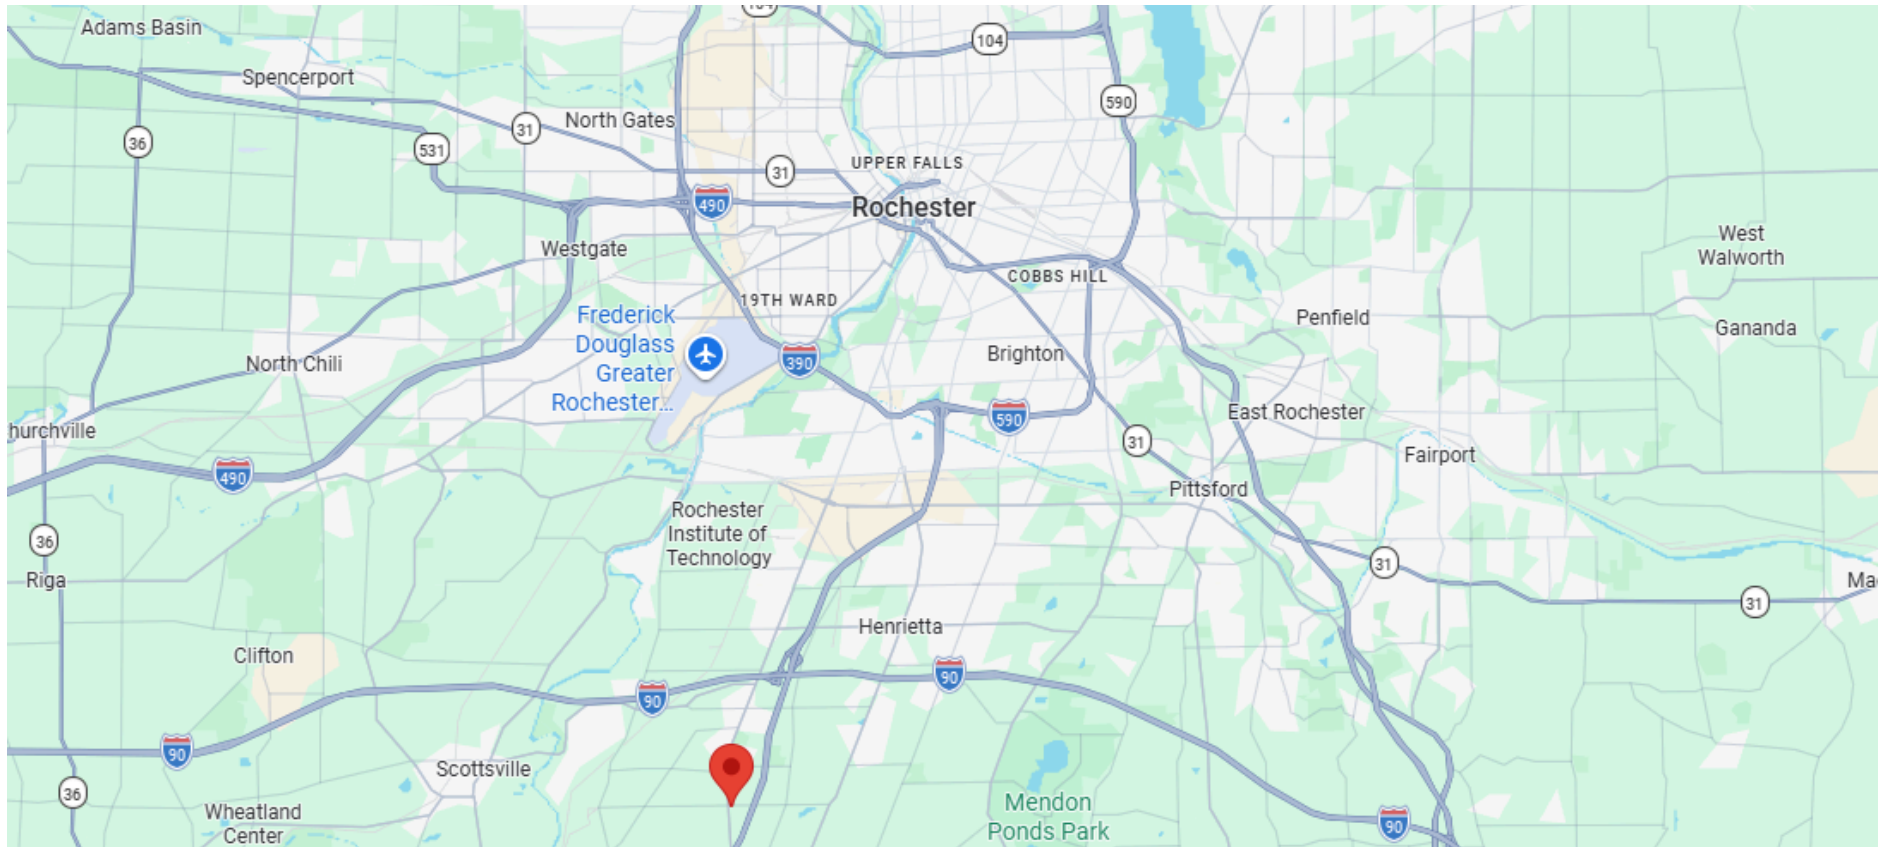 Adams Basin
104
104
Spencerport
590
North Gates
31
36
531
31
UPPER FALLS
490
Rochester
Westgate
West
Walworth
COBBS HILL
19TH WARD
Frederick
Douglass
Greater
Rochester...
Penfield
Gananda
390
Brighton
North Chili
590
East Rochester
hurchville
31
Fairport
490
Pittsford
Rochester
Institute of
Technology
36
31
Riga
Ma
31
Henrietta
Clifton
90
90
90
Scottsville
36
Wheatland
Center
Mendon
Ponds Park
90